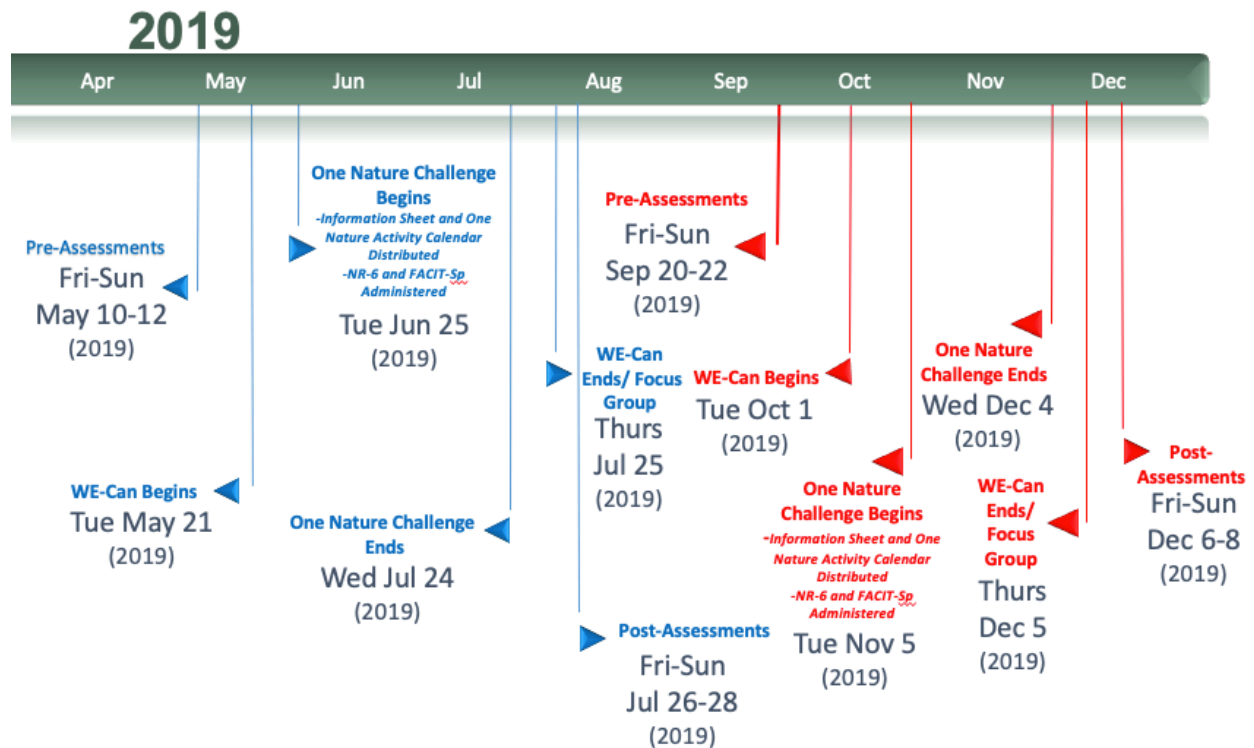 2019
Apr May Jun Jul Aug Sep Oct Nov Dec
Pre-Assessments
Fri-Sun
May 10-12
(2019)
WE-Can Begins
Tue May 21
(2019)
One Nature Challenge
Begins
-Information Sheet and One
Nature Activity Calendar
Distributed
-NR-6 and FACIT-Sp
Administered
Tue Jun 25
(2019)
One Nature Challenge
Ends
Wed Jul 24
(2019)
WE-Can
Ends/ Focus
Group
Thurs
Jul 25
(2019)
Post-Assessments
Fri-Sun
Jul 26-28
(2019)
Pre-Assessments
Fri-Sun
Sep 20-22
(2019)
WE-Can Begins
Tue Oct 1
(2019)
One Nature
Challenge Begins
-Information Sheet and One
Nature Activity Calendar
Distributed
-NR-6 and FACIT-Sp
Administered
Tue Nov 5
(2019)
One Nature
Challenge Ends
Wed Dec 4
(2019)
WE-Can
Ends/
Focus
Group
Thurs
Dec 5
(2019)
Post-
Assessments
Fri-Sun
Dec 6-8
(2019)